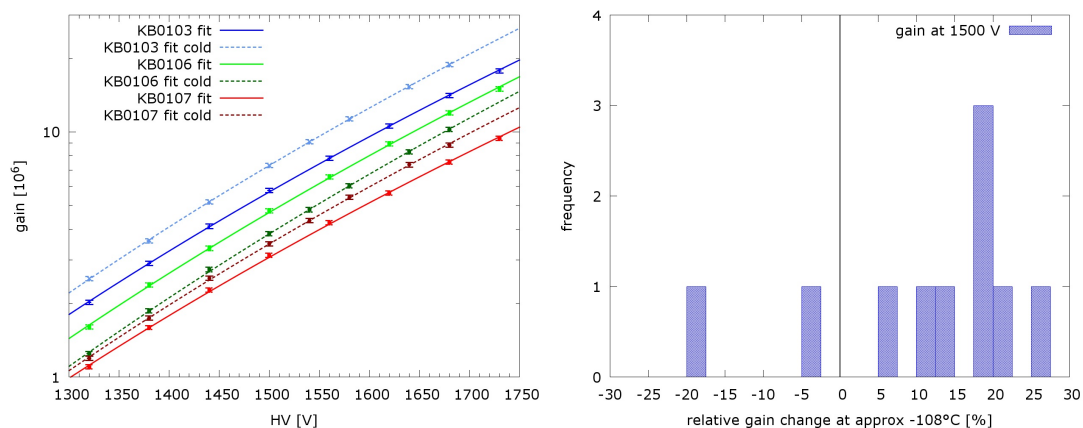 KB0103 fit
KB0103 fit cold
KB0106 fit
KB0106 fit cold
KB0107 fit
KB0107 fit cold
10
1
gain [10⁶]
1300 1350 1400 1450 1500 1550 1600 1650 1700 1750
HV [V]
gain at 1500 V
4
3
2
1
0
frequency
-30 -25 -20 -15 -10 -5 0 5 10 15 20 25 30
relative gain change at approx -108°C [%]